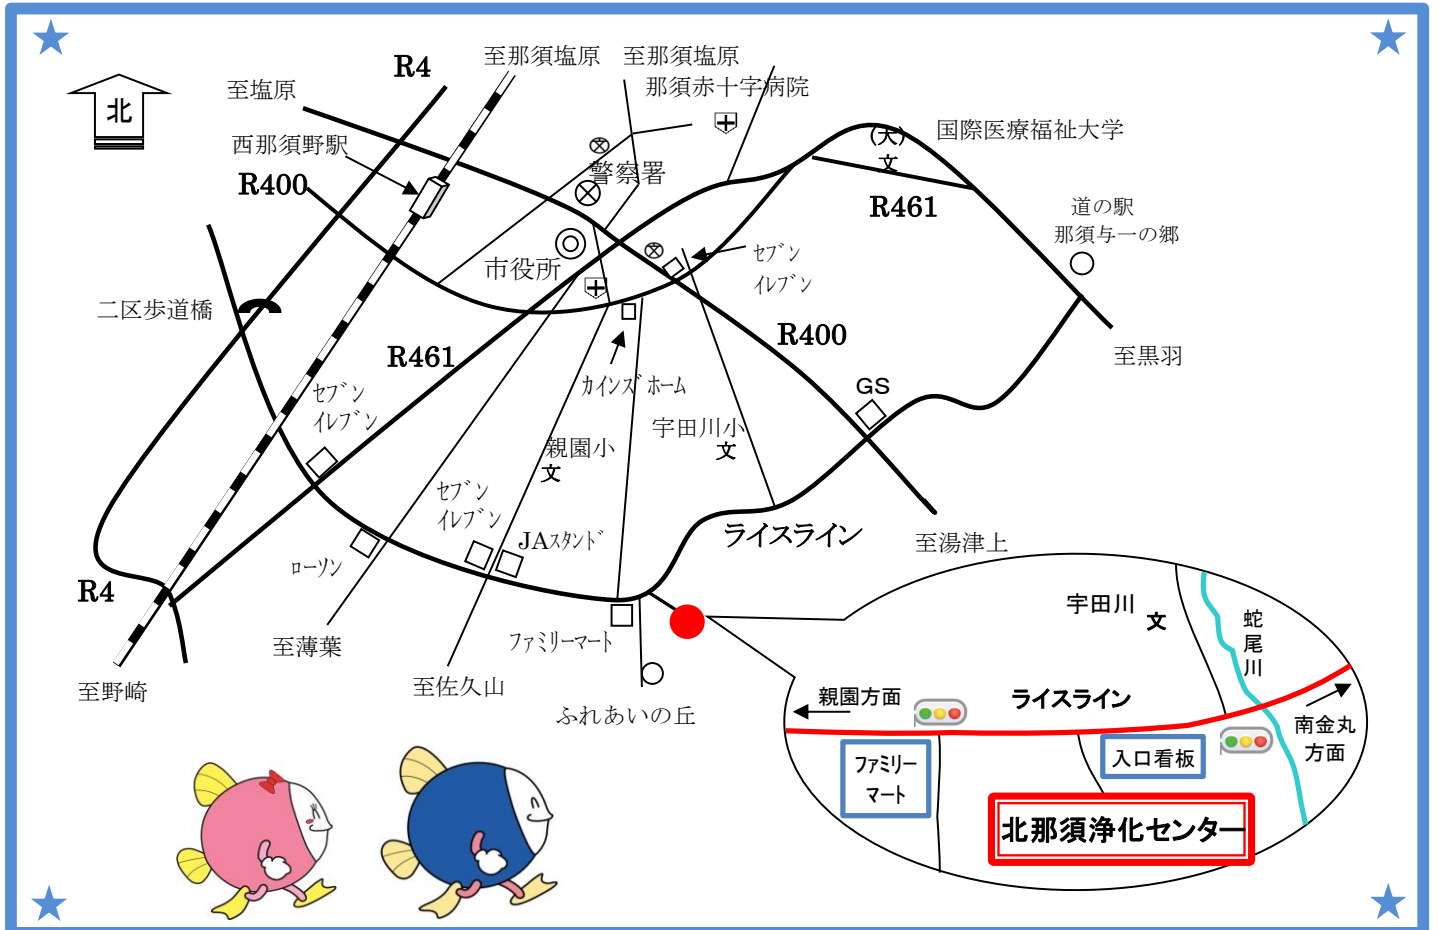 至那須塩原
至那須塩原
R4
那須赤十字病院
至塩原
北
国際医療福祉大学
(大)
文
西那須野駅
警察署
R400
R461
道の駅
那須与一の郷
セブン
イレブン
市役所
二区歩道橋
R400
R461
至黒羽
カインズホーム
GS
セブン
イレブン
宇田川小
文
親園小
文
セブン
イレブン
JAスタンド
ライスライン
至湯津上
ローソン
R4
ファミリーマート
至薄葉
至野崎
至佐久山
ふれあいの丘
宇田川
文
蛇尾川
親園方面
ライスライン
南金丸
方面
ファミリー
マート
入口看板
北那須浄化センター